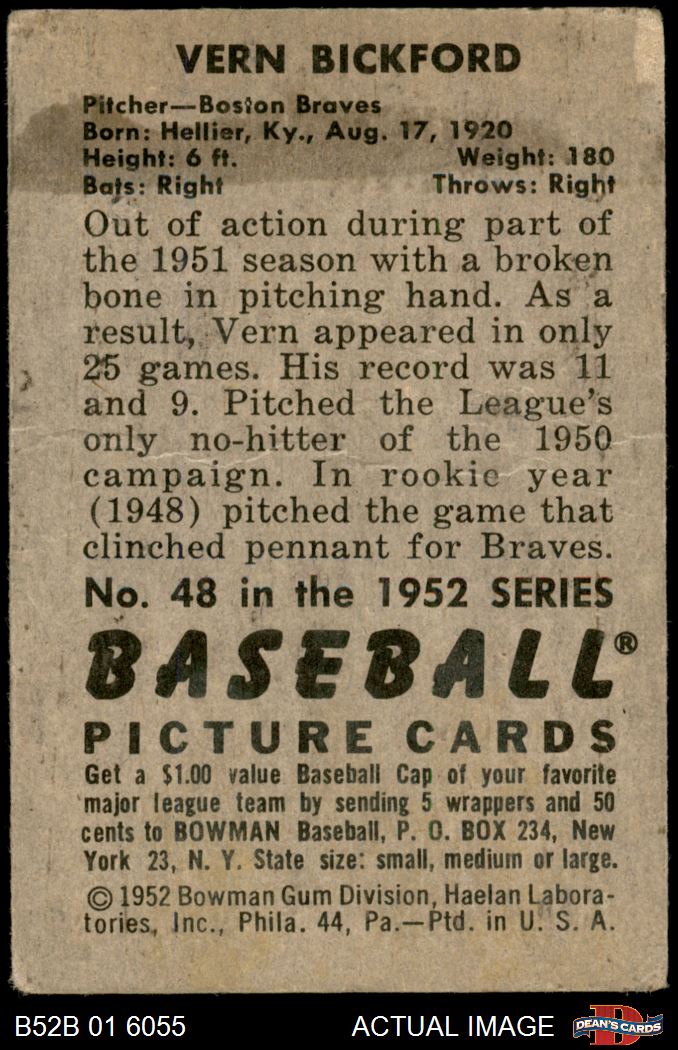 VERN BICKFORD
Pitcher—Boston Braves
Born: Hellier, Ky., Aug. 17, 1920
Height: 6 ft. Weight: 180
Bats: Right Throws: Right
Out of action during part of
the 1951 season with a broken
bone in pitching hand. As a
result, Vern appeared in only
25 games. His record was 11
and 9. Pitched the League's
only no-hitter of the 1950
campaign. In rookie year
(1948) pitched the game that
clinched pennant for Braves.
No. 48 in the 1952 SERIES
BASEBALL®
PICTURE CARDS
Get a $1.00 value Baseball Cap of your favorite
major league team by sending 5 wrappers and 50
cents to BOWMAN Baseball, P. O. BOX 234, New
York 23, N. Y. State size: small, medium or large.
© 1952 Bowman Gum Division, Haelan Labora-
tories, Inc., Phila. 44, Pa.—Ptd. in U. S. A.
B52B 01 6055 ACTUAL IMAGE D DEAN'S CARDS